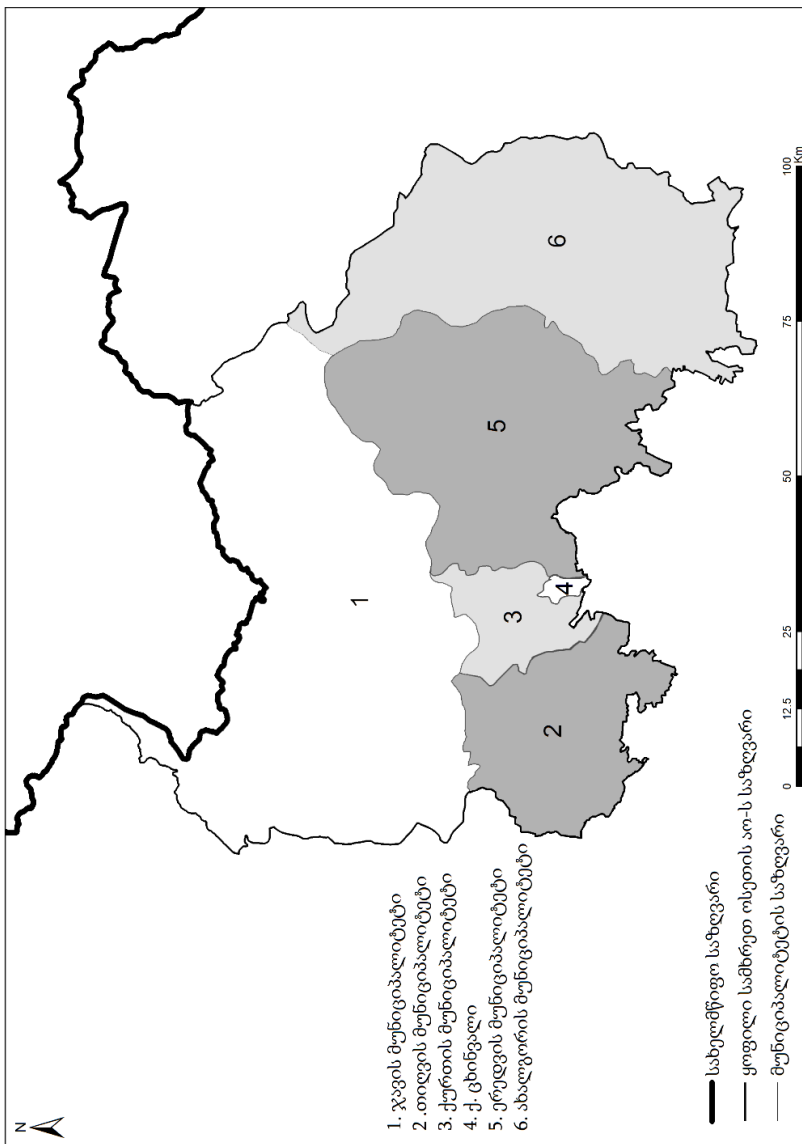 N
1
2
3
4
5
6
1. ჯავის მუნიციპალიტეტი
2 .თიღვის მუნიციპალიტეტი
3. ქურთის მუნიციპალიტეტი
4. ქ. ცხინვალი
5. ერედვის მუნიციპალიტეტი
6. ახალგორის მუნიციპალიტეტი
სახელმწიფო საზღვარი
ყოფილი სამხრეთ ოსეთის აო-ს საზღვარი
მუნიციპალიტეტის საზღვარი
0 12.5 25 50 75 100
Km